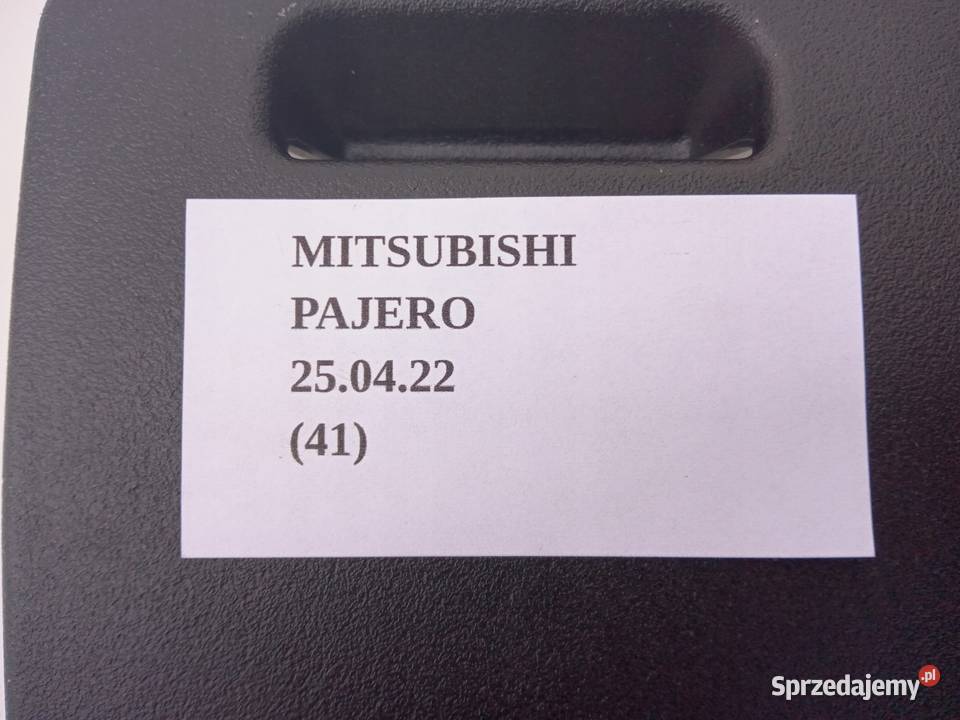 MITSUBISHI
PAJERO
25.04.22
(41)
Sprzedajemy.pl